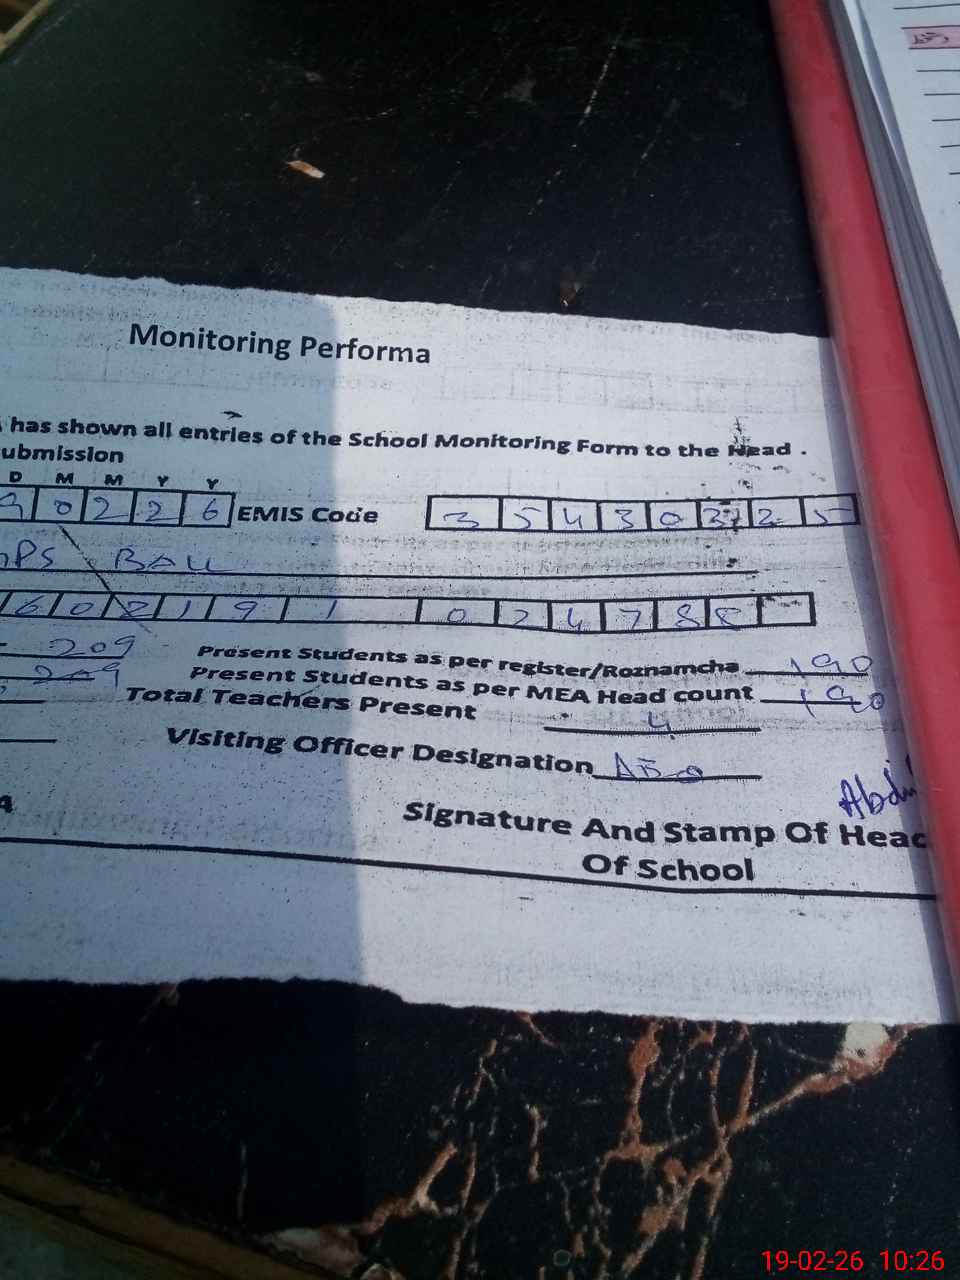 Monitoring Performa
has shown all entries of the School Monitoring Form to the Head .
ubmission
D M M Y Y
9 0 2 2 6 EMIS Code 3 5 4 3 0 3 2 5
PS BALL
6 0 2 1 9 1 0 2 4 7 8 8
209 Present Students as per register/Roznamcha 190
209 Present Students as per MEA Head count 190
Total Teachers Present 4
Visiting Officer Designation
Signature And Stamp Of Head
Of School
19-02-26 10:26